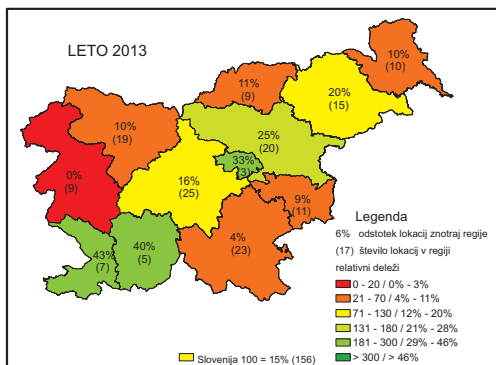 LETO 2013
10%
(10)
11%
(9)
20%
(15)
10%
(19)
25%
(20)
33%
(3)
0%
(9)
16%
(25)
9%
(11)
4%
(23)
40%
(5)
43%
(7)
Legenda
6% odstotek lokacij znotraj regije
(17) število lokacij v regiji
relativni deleži
0 - 20 / 0% - 3%
21 - 70 / 4% - 11%
71 - 130 / 12% - 20%
131 - 180 / 21% - 28%
181 - 300 / 29% - 46%
> 300 / > 46%
Slovenija 100 = 15% (156)